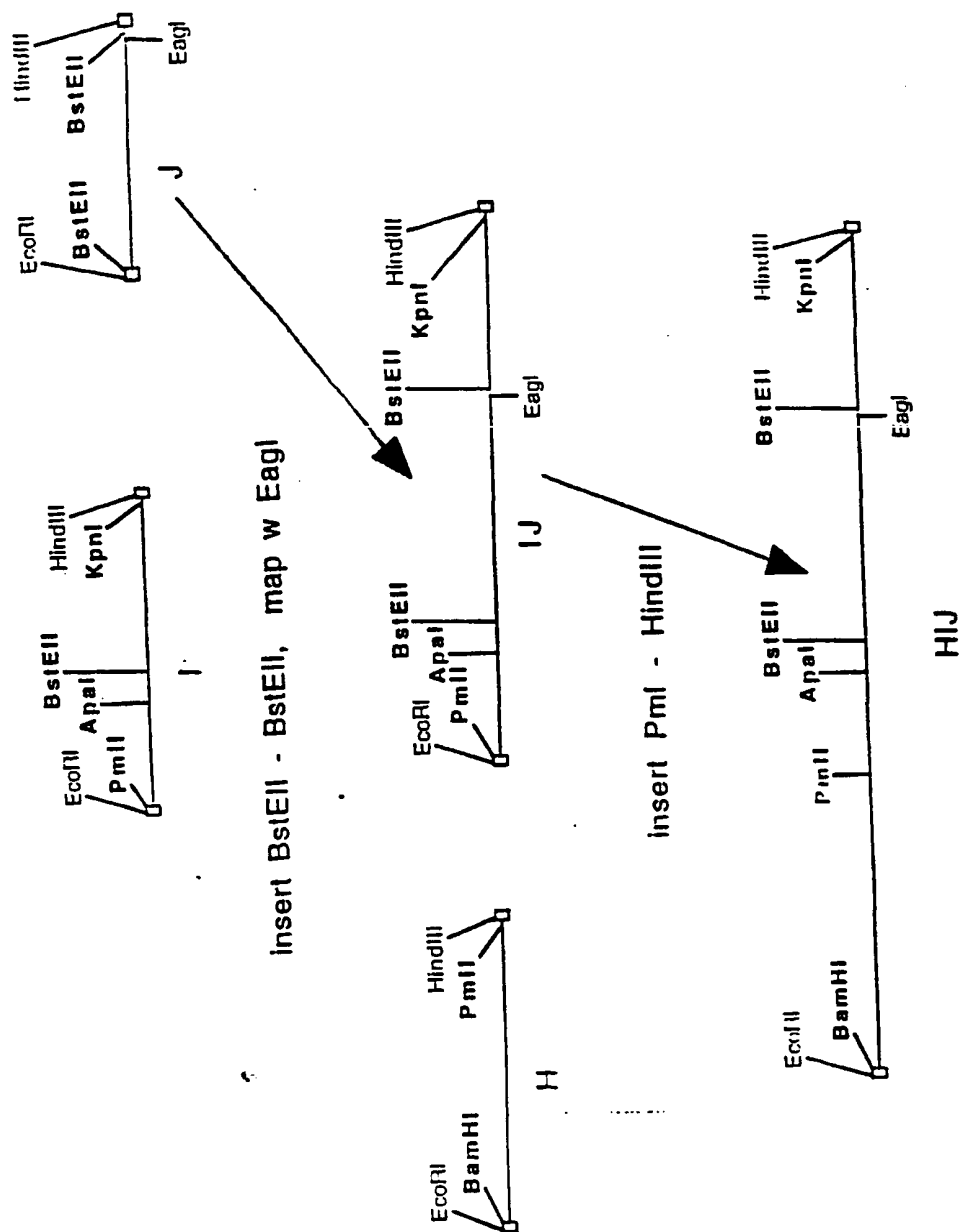 EcoRI
HindIII
BstEII
BstEII
EagI
J
BstEII
HindIII
EcoRI
ApaI
PmlI
KpnI
I
insert BstEII - BstEII, map w EagI
BstEII
BstEII
HindIII
EcoRI
ApaI
PmlI
KpnI
EagI
IJ
EcoRI
HindIII
BamHI
PmlI
H
insert Pml - HindIII
BstEII
BstEII
HindIII
EcoRI
ApaI
PmlI
KpnI
BamHI
EagI
HIJ